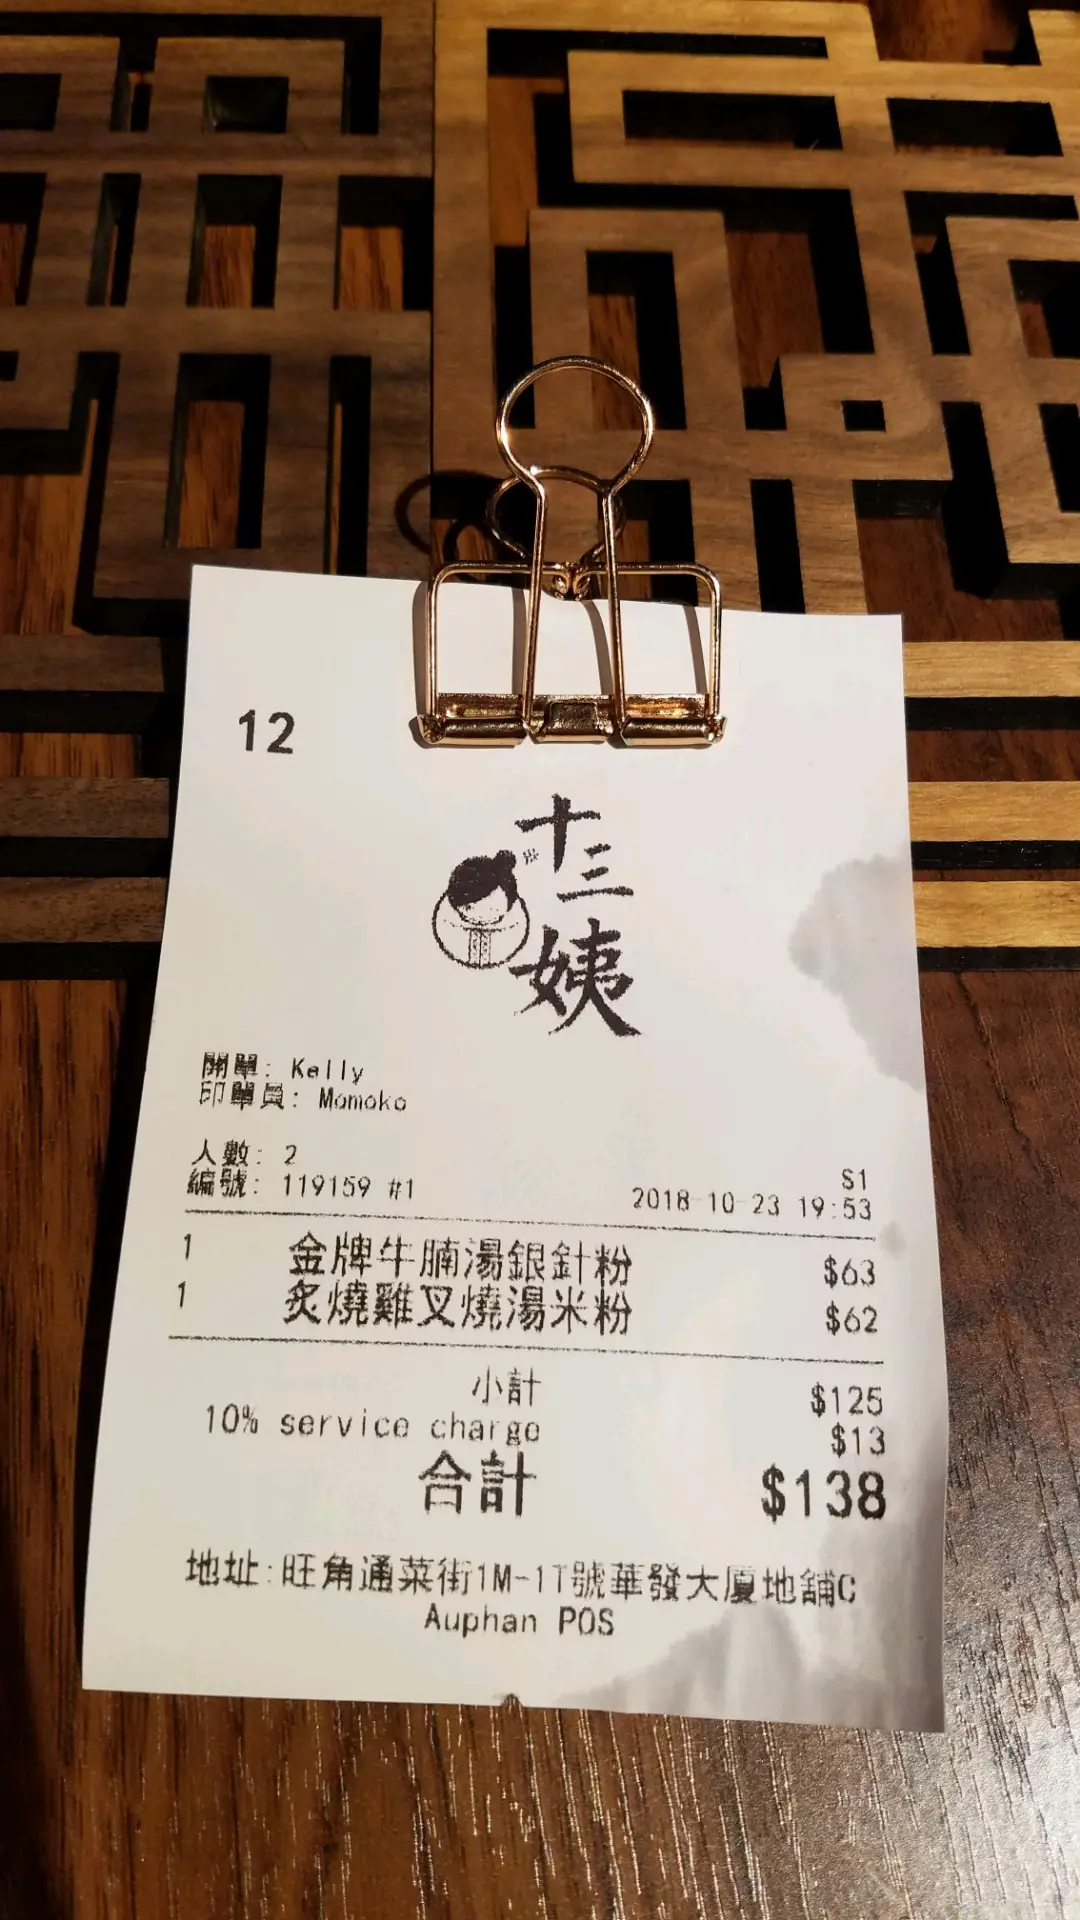 12
十三姨
開單: Kelly
印單員: Momoko
人數: 2
S1
編號: 119159 #1 2018-10-23 19:53
1 金牌牛腩湯銀針粉 $63
1 炙燒雞叉燒湯米粉 $62
小計 $125
10% service charge $13
合計 $138
地址:旺角通菜街1M-1T號華發大廈地舖C
Auphan POS